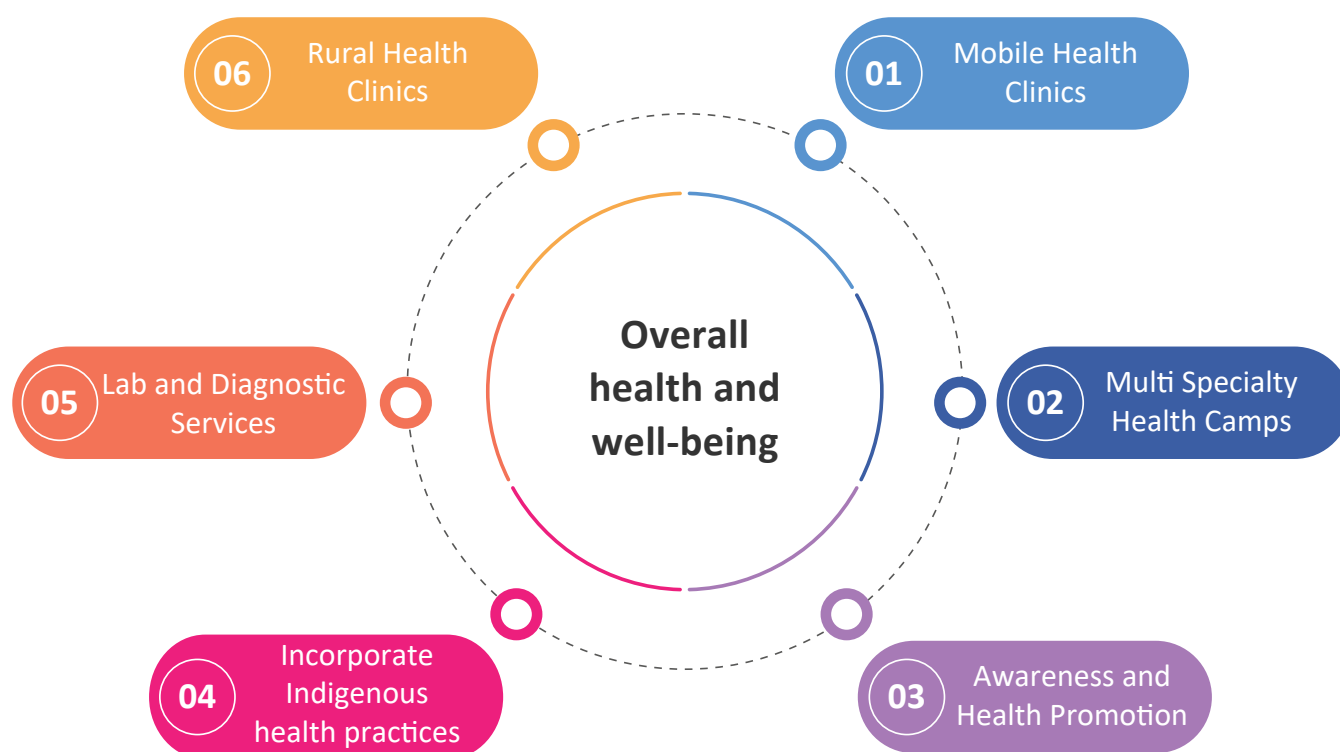 01
Mobile Health
Clinics
02
Multi Specialty
Health Camps
03
Awareness and
Health Promotion
04
Incorporate
Indigenous
health practices
05
Lab and Diagnostic
Services
06
Rural Health
Clinics
Overall
health and
well-being